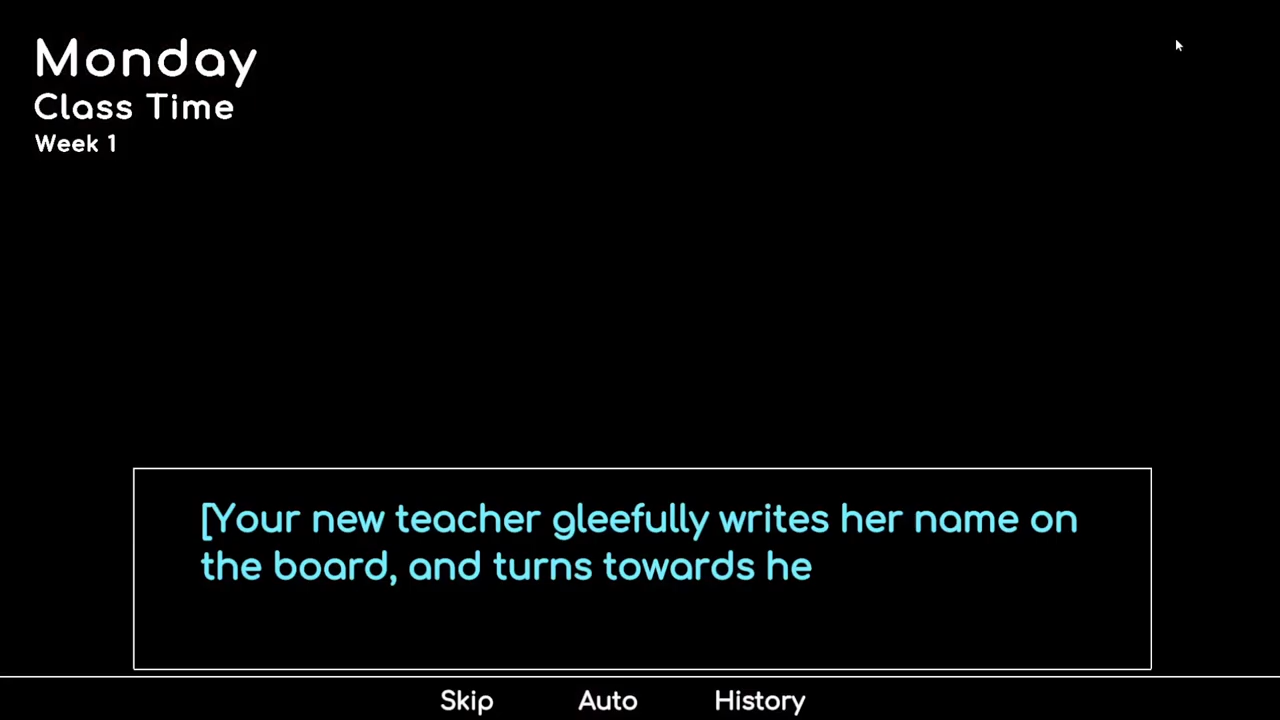 Monday
Class Time
Week 1
[Your new teacher gleefully writes her name on
the board, and turns towards he
Skip Auto History